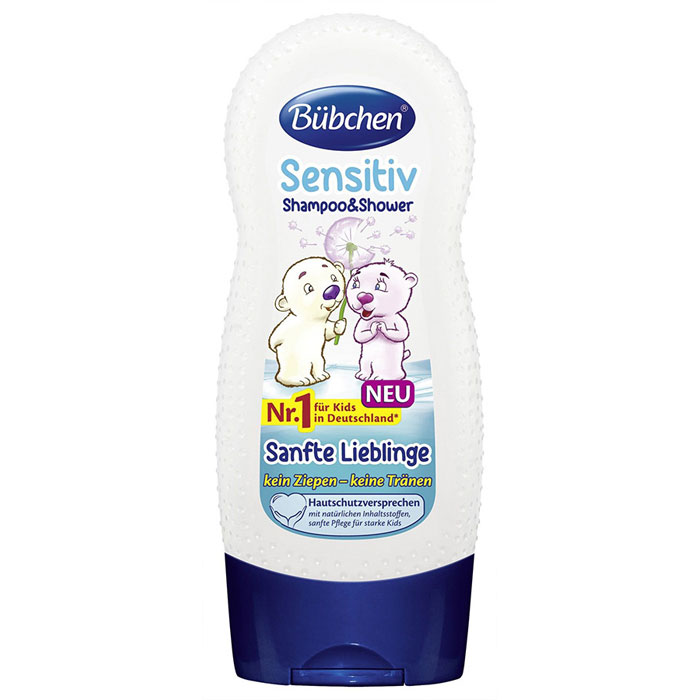 Bübchen®
Sensitiv
Shampoo&Shower
NEU
Nr.1 für Kids
in Deutschland*
Sanfte Lieblinge
kein Ziepen – keine Tränen
Hautschutzversprechen
mit natürlichen Inhaltsstoffen,
sanfte Pflege für starke Kids